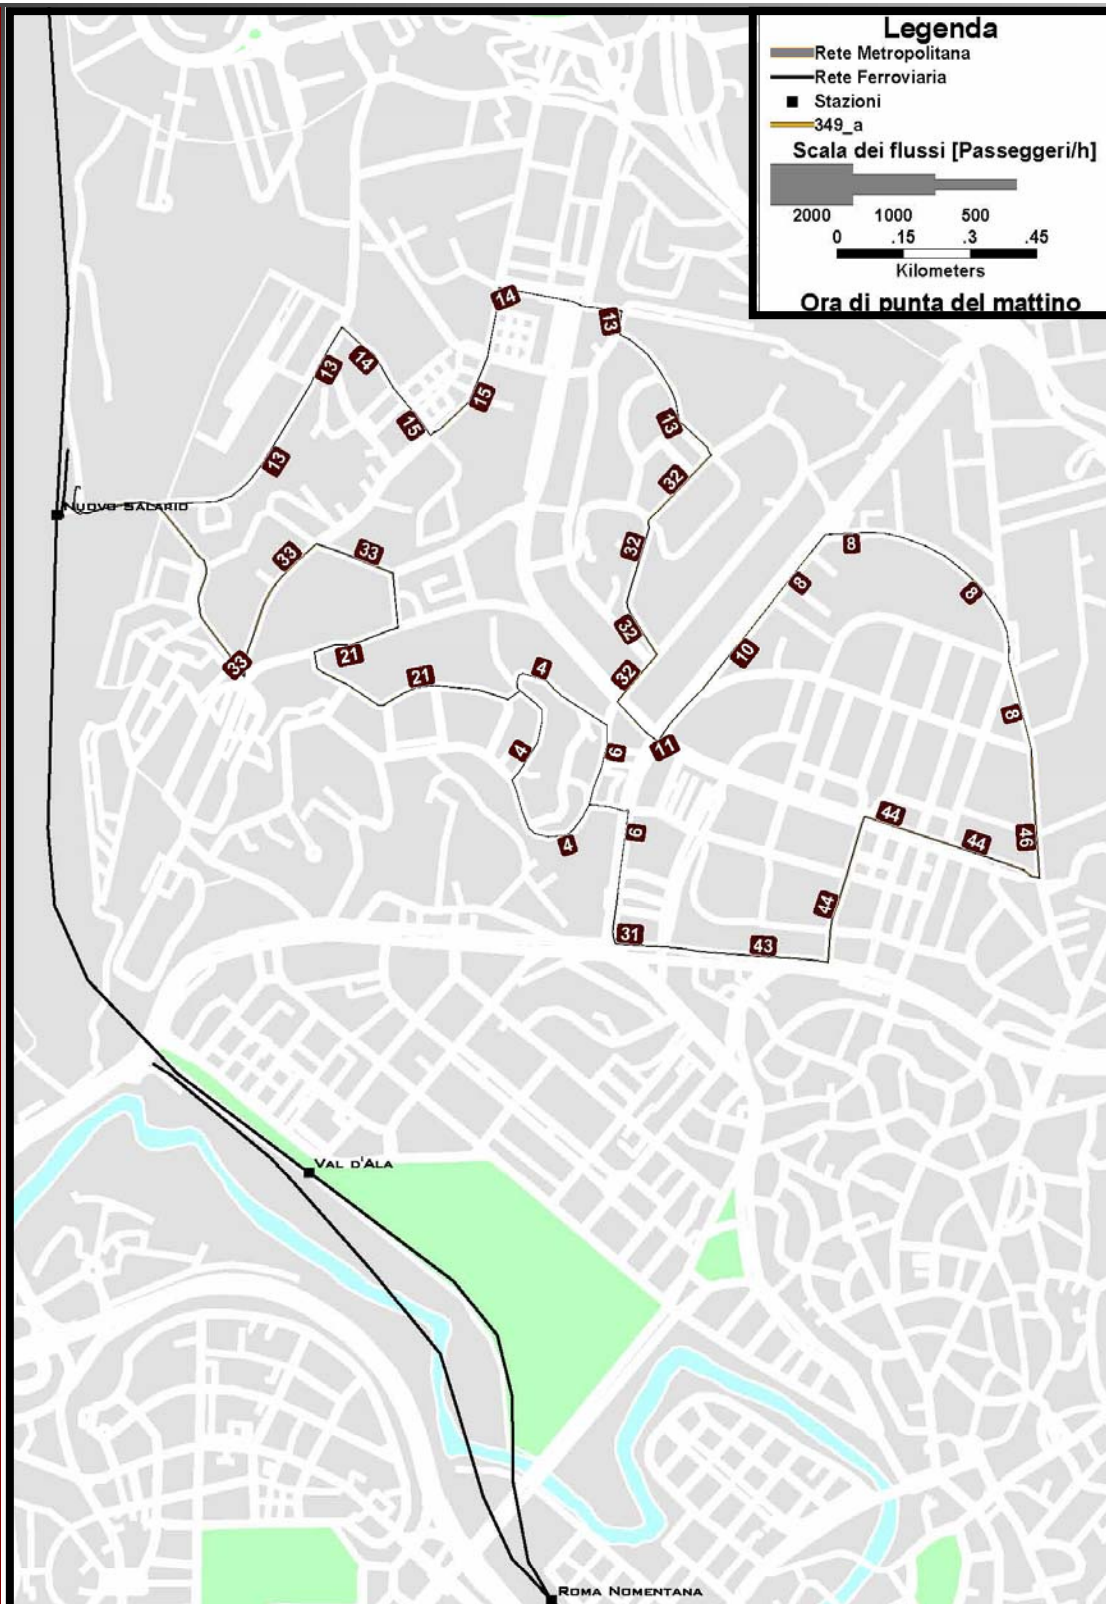 Legenda
Rete Metropolitana
Rete Ferroviaria
Stazioni
349_a
Scala dei flussi [Passeggeri/h]
2000 1000 500
0 .15 .3 .45
Kilometers
Ora di punta del mattino
14
13
14
13
15
15
13
13
32
NUOVO SALARIO
32
8
33
33
8
8
32
21
10
33
4
21
32
8
11
4
6
44
6
46
44
4
44
31
43
VAL D'ALA
ROMA NOMENTANA